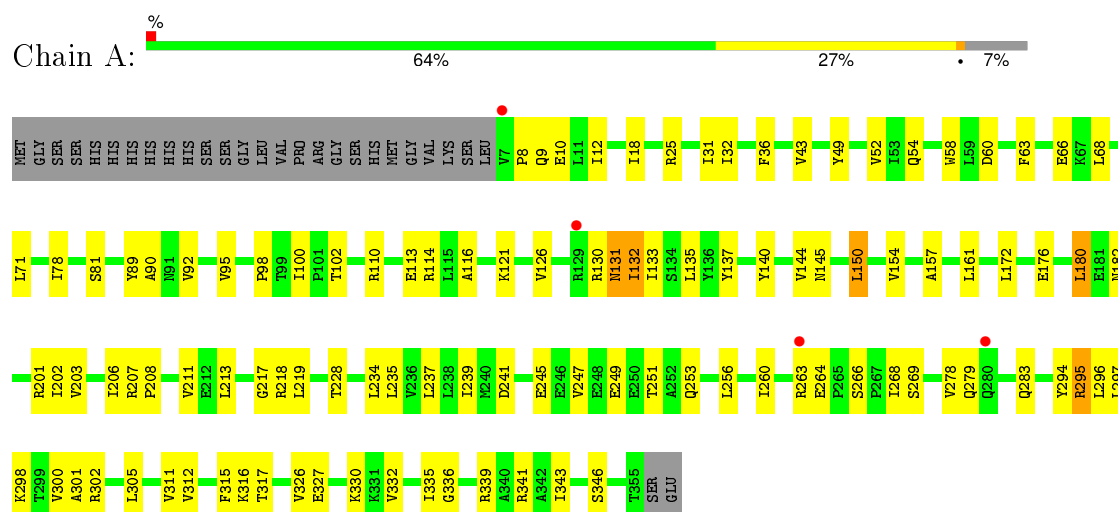 %
Chain A:
64% 27% • 7%
MET GLY SER SER HIS HIS HIS HIS HIS HIS SER SER GLY LEU VAL PRO ARG GLY SER HIS MET GLY VAL LYS SER LEU V7 P8 Q9 E10 L11 I12 I18 R25 I31 I32 F36 V43 Y49 V52 I53 Q54 W58 L59 D60 F63 E66 K67 L68
L71 I78 S81 Y89 A90 N91 V92 V95 P98 T99 I100 P101 T102 R110 E113 R114 L115 A116 K121 V126 R129 R130 N131 I132 I133 S134 L135 Y136 Y137 Y140 V144 N145 L150 V154 A157 L161 L172 E176 L180 E181
R201 I202 V203 I206 R207 P208 V211 E212 L213 G217 R218 L219 T228 L234 L235 V236 L237 L238 I239 M240 D241 E245 E246 V247 E248 E249 E250 T251 A252 Q253 L256 I260 R263 E264 P265 S266 P267 I268 S269 V278 Q279 Q280 Q283 Y294 R295 L296
K298 T299 V300 A301 R302 L305 V311 V312 F315 K316 T317 V326 E327 K330 K331 V332 I335 G336 R339 A340 R341 A342 I343 S346 T355 SER GLU